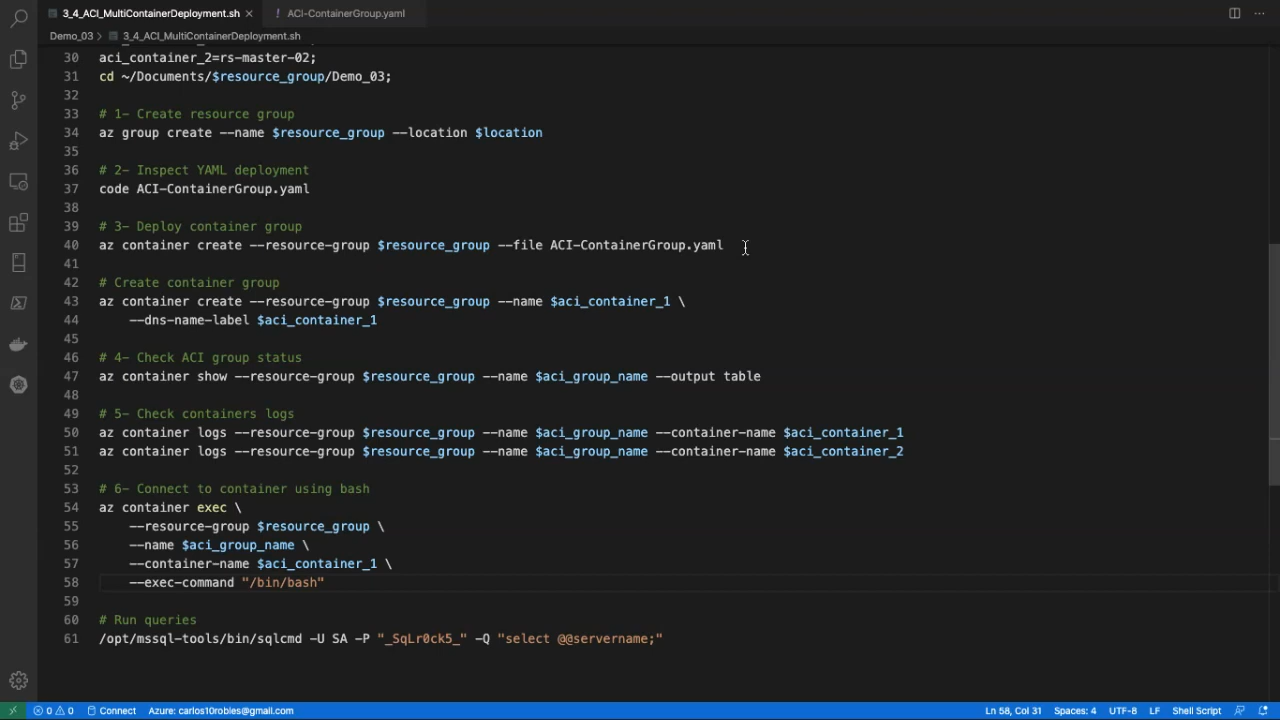 3_4_ACI_MultiContainerDeployment.sh
ACI-ContainerGroup.yaml
Demo_03 > 3_4_ACI_MultiContainerDeployment.sh
30 aci_container_2=rs-master-02;
31 cd ~/Documents/$resource_group/Demo_03;
32
33 # 1- Create resource group
34 az group create --name $resource_group --location $location
35
36 # 2- Inspect YAML deployment
37 code ACI-ContainerGroup.yaml
38
39 # 3- Deploy container group
40 az container create --resource-group $resource_group --file ACI-ContainerGroup.yaml
41
42 # Create container group
43 az container create --resource-group $resource_group --name $aci_container_1 \
44 --dns-name-label $aci_container_1
45
46 # 4- Check ACI group status
47 az container show --resource-group $resource_group --name $aci_group_name --output table
48
49 # 5- Check containers logs
50 az container logs --resource-group $resource_group --name $aci_group_name --container-name $aci_container_1
51 az container logs --resource-group $resource_group --name $aci_group_name --container-name $aci_container_2
52
53 # 6- Connect to container using bash
54 az container exec \
55 --resource-group $resource_group \
56 --name $aci_group_name \
57 --container-name $aci_container_1 \
58 --exec-command "/bin/bash"
59
60 # Run queries
61 /opt/mssql-tools/bin/sqlcmd -U SA -P "_SqLr0ck5_" -Q "select @@servername;"
0 0 Connect Azure: carlos10robles@gmail.com Ln 58, Col 31 Spaces: 4 UTF-8 LF Shell Script